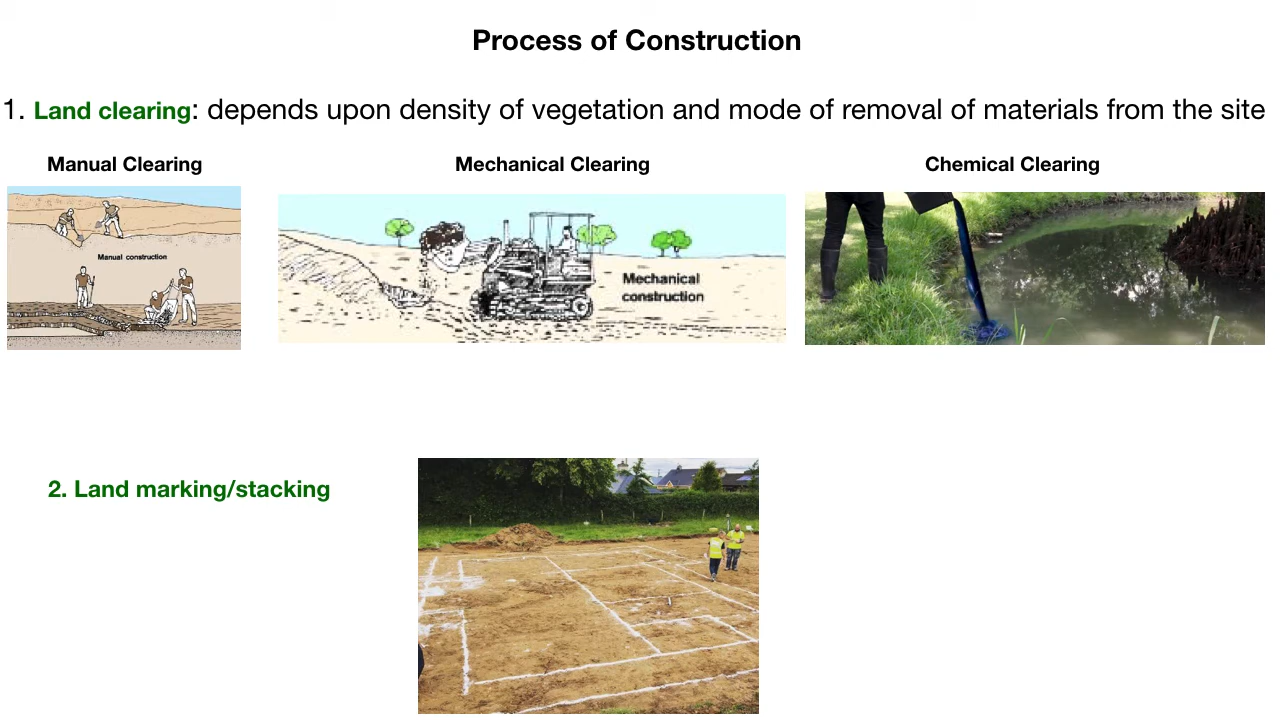 Process of Construction
1. Land clearing: depends upon density of vegetation and mode of removal of materials from the site
Manual Clearing
Mechanical Clearing
Chemical Clearing
Manual construction
Mechanical
construction
2. Land marking/stacking